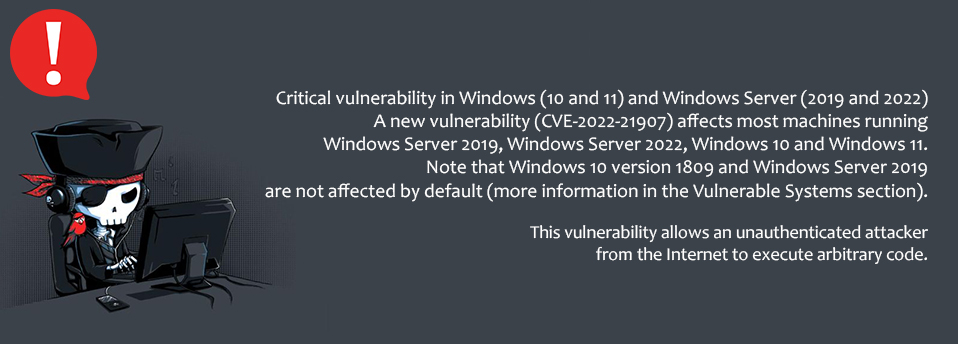 !
Critical vulnerability in Windows (10 and 11) and Windows Server (2019 and 2022)
A new vulnerability (CVE-2022-21907) affects most machines running
Windows Server 2019, Windows Server 2022, Windows 10 and Windows 11.
Note that Windows 10 version 1809 and Windows Server 2019
are not affected by default (more information in the Vulnerable Systems section).
This vulnerability allows an unauthenticated attacker
from the Internet to execute arbitrary code.